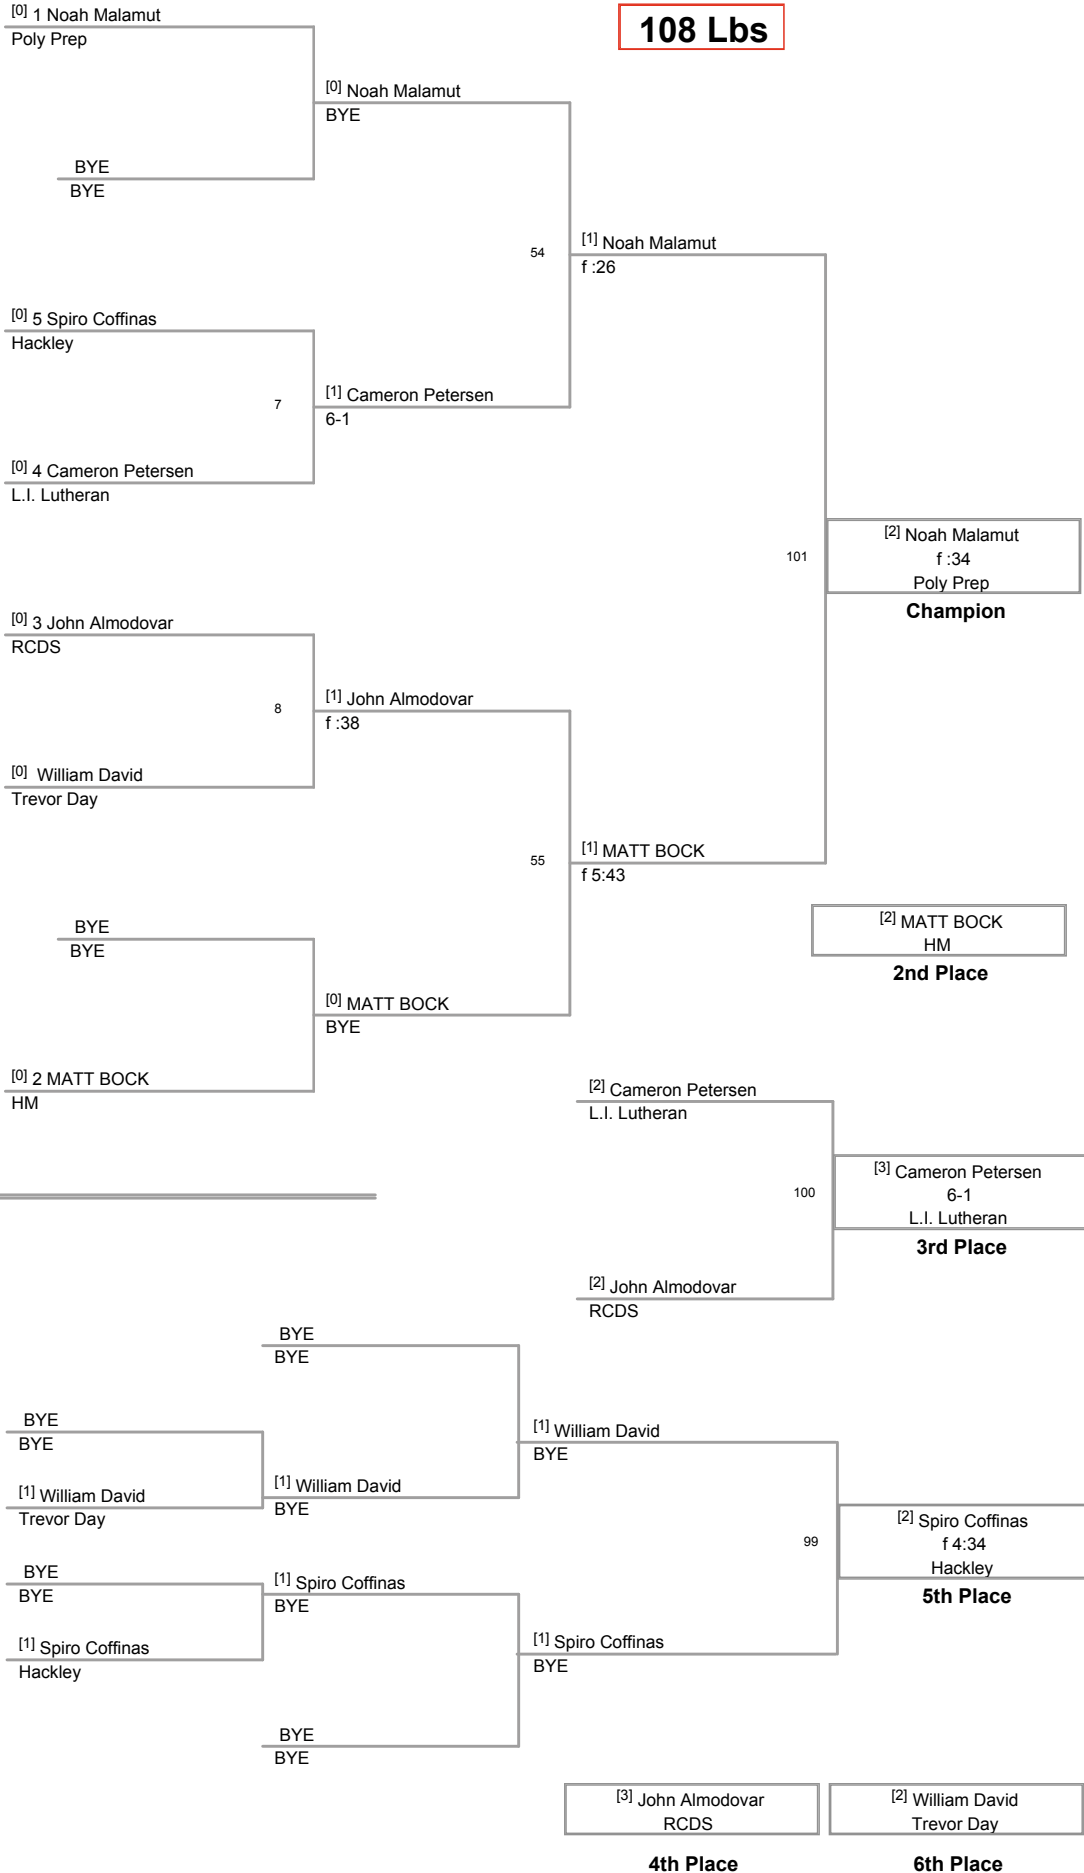 108 Lbs
[0] 1 Noah Malamut
Poly Prep
[0] Noah Malamut
BYE
BYE
BYE
54
[1] Noah Malamut
f :26
[0] 5 Spiro Coffinas
Hackley
7
[1] Cameron Petersen
6-1
[0] 4 Cameron Petersen
L.I. Lutheran
101
[2] Noah Malamut
f :34
Poly Prep
Champion
[0] 3 John Almodovar
RCDS
8
[1] John Almodovar
f :38
[0] William David
Trevor Day
55
[1] MATT BOCK
f 5:43
BYE
BYE
[2] MATT BOCK
HM
2nd Place
[0] MATT BOCK
BYE
[0] 2 MATT BOCK
HM
[2] Cameron Petersen
L.I. Lutheran
100
[3] Cameron Petersen
6-1
L.I. Lutheran
3rd Place
[2] John Almodovar
RCDS
BYE
BYE
BYE
BYE
[1] William David
BYE
[1] William David
Trevor Day
[1] William David
BYE
99
[2] Spiro Coffinas
f 4:34
Hackley
5th Place
BYE
BYE
[1] Spiro Coffinas
BYE
[1] Spiro Coffinas
Hackley
[1] Spiro Coffinas
BYE
BYE
BYE
[3] John Almodovar
RCDS
4th Place
[2] William David
Trevor Day
6th Place